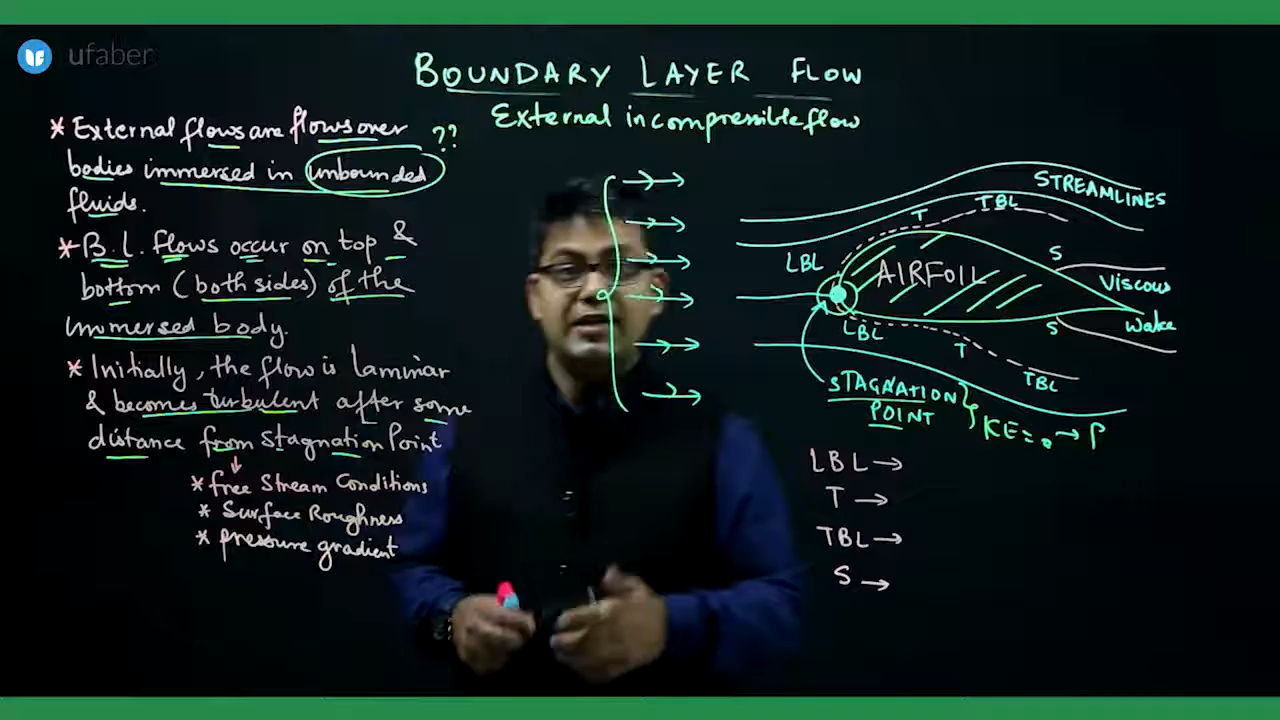 ufaber
BOUNDARY LAYER FLOW
External incompressible flow
* External flows are flows over ??
bodies immersed in unbounded
fluids.
* B.L. flows occur on top &
bottom (both sides) of the
immersed body.
* Initially, the flow is laminar
& becomes turbulent after some
distance from Stagnation Point
* free Stream Conditions
* Surface Roughness
* pressure gradient
STREAMLINES
T TBL
LBL
S
AIRFOIL
Viscous
Wake
LBL
T
S
TBL
STAGNATION
POINT
KE = 0 → P
LBL →
T →
TBL →
S →